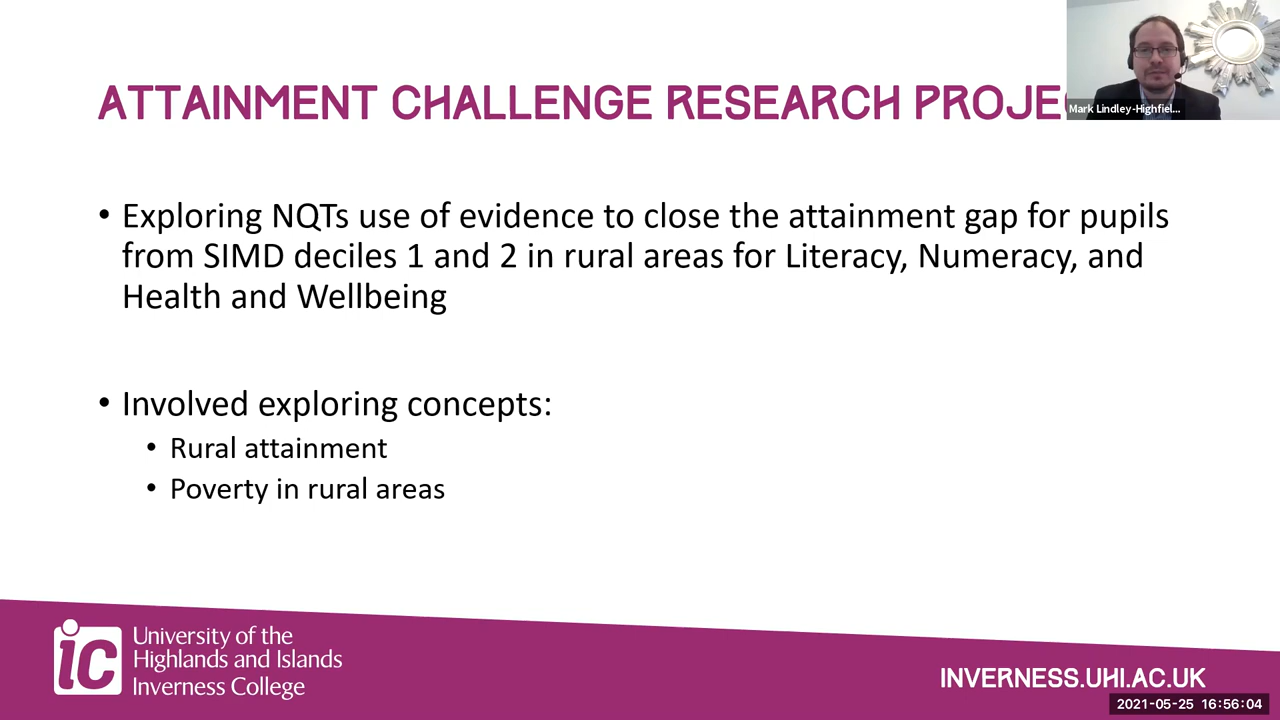 ATTAINMENT CHALLENGE RESEARCH PROJE
Mark Lindley-Highfiel...
• Exploring NQTs use of evidence to close the attainment gap for pupils
from SIMD deciles 1 and 2 in rural areas for Literacy, Numeracy, and
Health and Wellbeing
• Involved exploring concepts:
• Rural attainment
• Poverty in rural areas
ic
University of the
Highlands and Islands
Inverness College
INVERNESS.UHI.AC.UK
2021-05-25 16:56:04